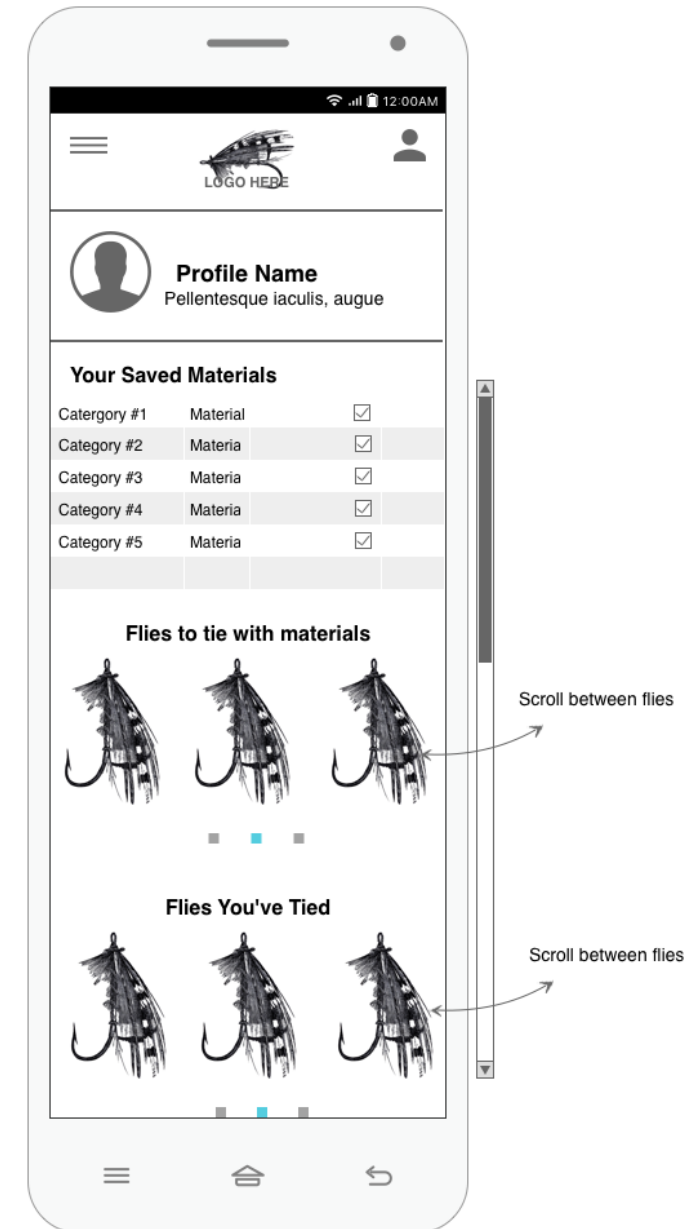 12:00AM
LOGO HERE
Profile Name
Pellentesque iaculis, augue
Your Saved Materials
Catergory #1 Material
Category #2 Materia
Category #3 Materia
Category #4 Materia
Category #5 Materia
Flies to tie with materials
Scroll between flies
Flies You've Tied
Scroll between flies